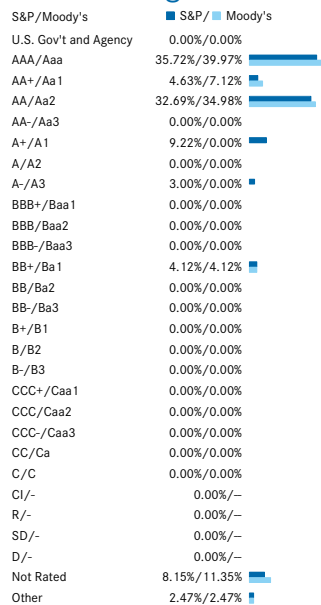 S&P/Moody's S&P/ Moody's
U.S. Gov't and Agency 0.00%/0.00%
AAA/Aaa 35.72%/39.97%
AA+/Aa1 4.63%/7.12%
AA/Aa2 32.69%/34.98%
AA-/Aa3 0.00%/0.00%
A+/A1 9.22%/0.00%
A/A2 0.00%/0.00%
A-/A3 3.00%/0.00%
BBB+/Baa1 0.00%/0.00%
BBB/Baa2 0.00%/0.00%
BBB-/Baa3 0.00%/0.00%
BB+/Ba1 4.12%/4.12%
BB/Ba2 0.00%/0.00%
BB-/Ba3 0.00%/0.00%
B+/B1 0.00%/0.00%
B/B2 0.00%/0.00%
B-/B3 0.00%/0.00%
CCC+/Caa1 0.00%/0.00%
CCC/Caa2 0.00%/0.00%
CCC-/Caa3 0.00%/0.00%
CC/Ca 0.00%/0.00%
C/C 0.00%/0.00%
CI/- 0.00%/--
R/- 0.00%/--
SD/- 0.00%/--
D/- 0.00%/--
Not Rated 8.15%/11.35%
Other 2.47%/2.47%